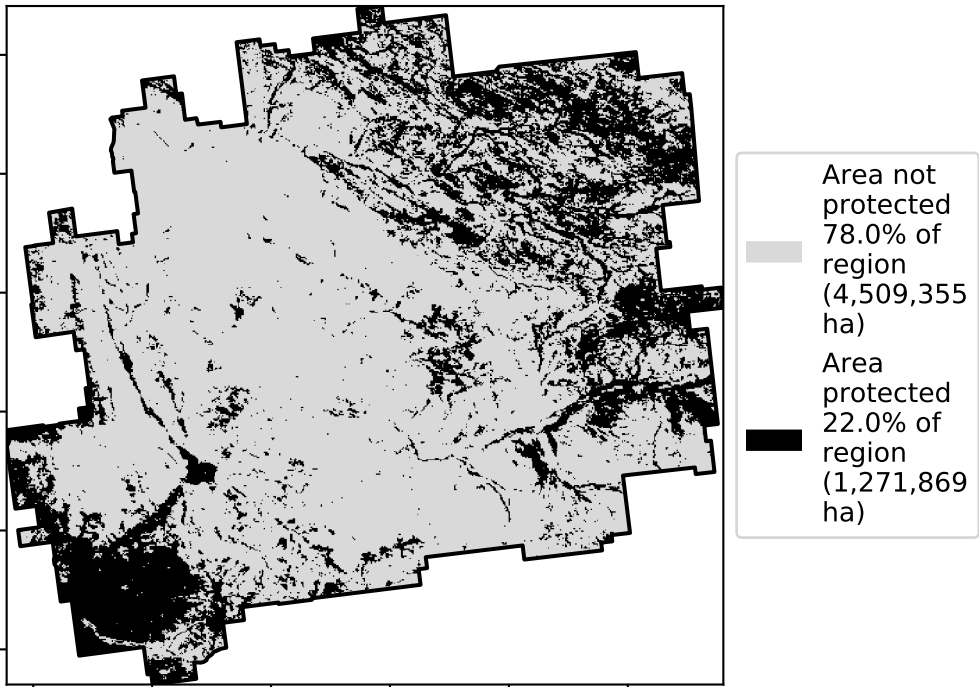 Area not
protected
78.0% of
region
(4,509,355
ha)
Area
protected
22.0% of
region
(1,271,869
ha)